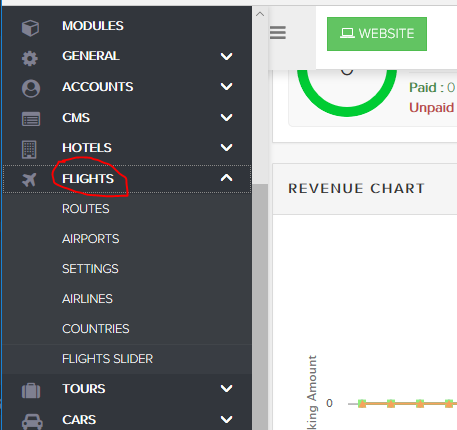 MODULES
GENERAL
ACCOUNTS
CMS
HOTELS
FLIGHTS
ROUTES
AIRPORTS
SETTINGS
AIRLINES
COUNTRIES
FLIGHTS SLIDER
TOURS
CARS
WEBSITE
Paid : 0
Unpaid
REVENUE CHART
king Amount
0